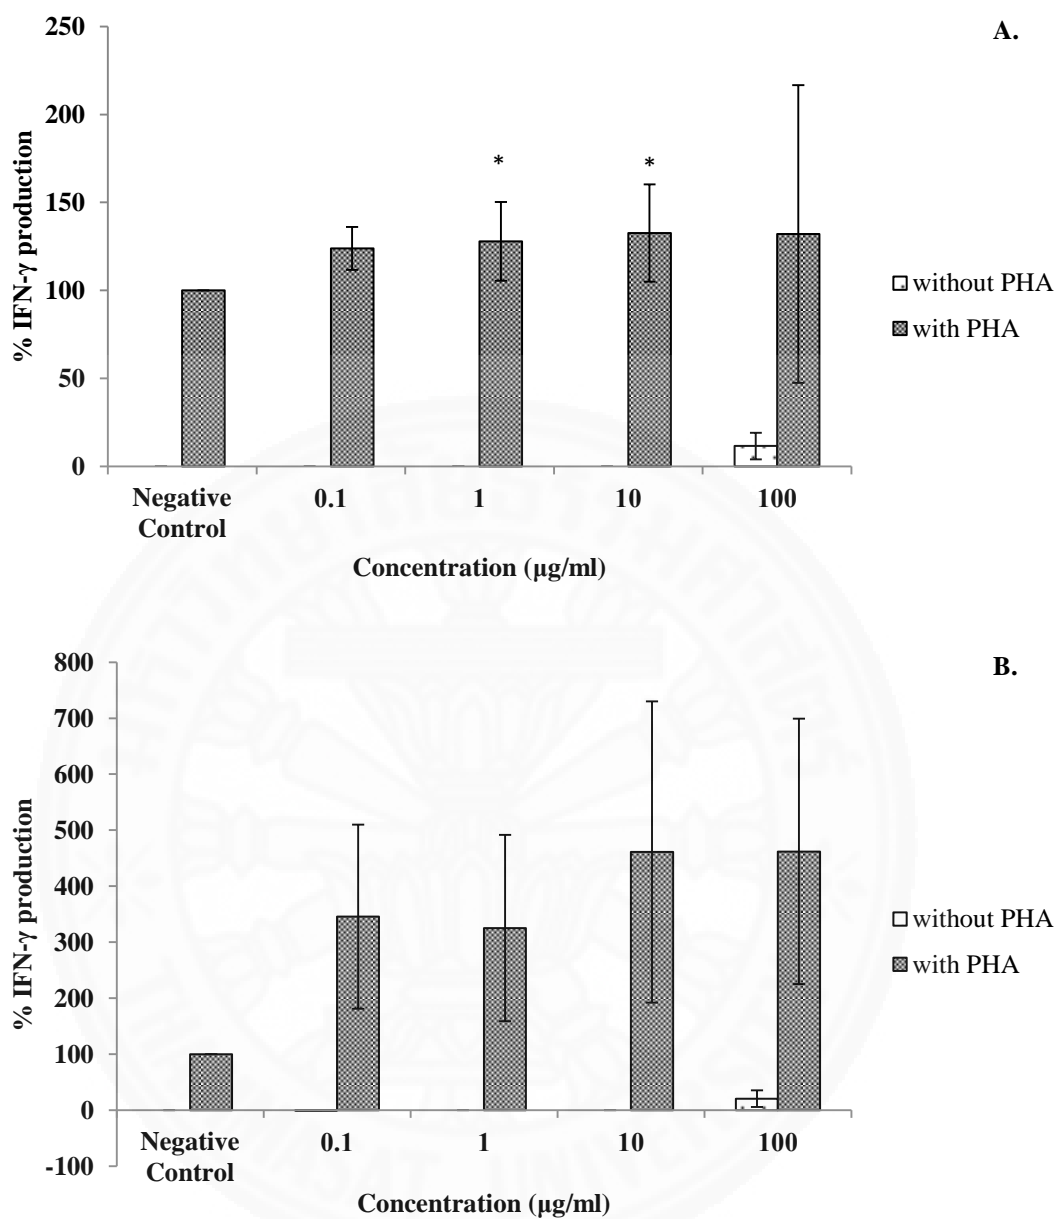 A.
250
200
150
100
50
0
% IFN-γ production
* *
without PHA
with PHA
Negative Control 0.1 1 10 100
Concentration (µg/ml)
B.
800
700
600
500
400
300
200
100
0
-100
% IFN-γ production
without PHA
with PHA
Negative Control 0.1 1 10 100
Concentration (µg/ml)
THAMMASAT UNIVERSITY